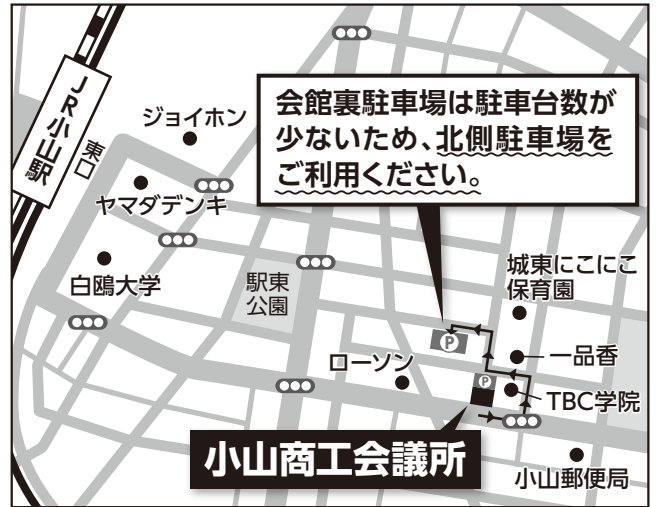 JR小山駅
東口
ジョイホン
ヤマダデンキ
白鴎大学
会館裏駐車場は駐車台数が
少ないため、北側駐車場を
ご利用ください。
駅東
公園
城東にこにこ
保育園
P
一品香
ローソン
P
TBC学院
小山商工会議所
小山郵便局